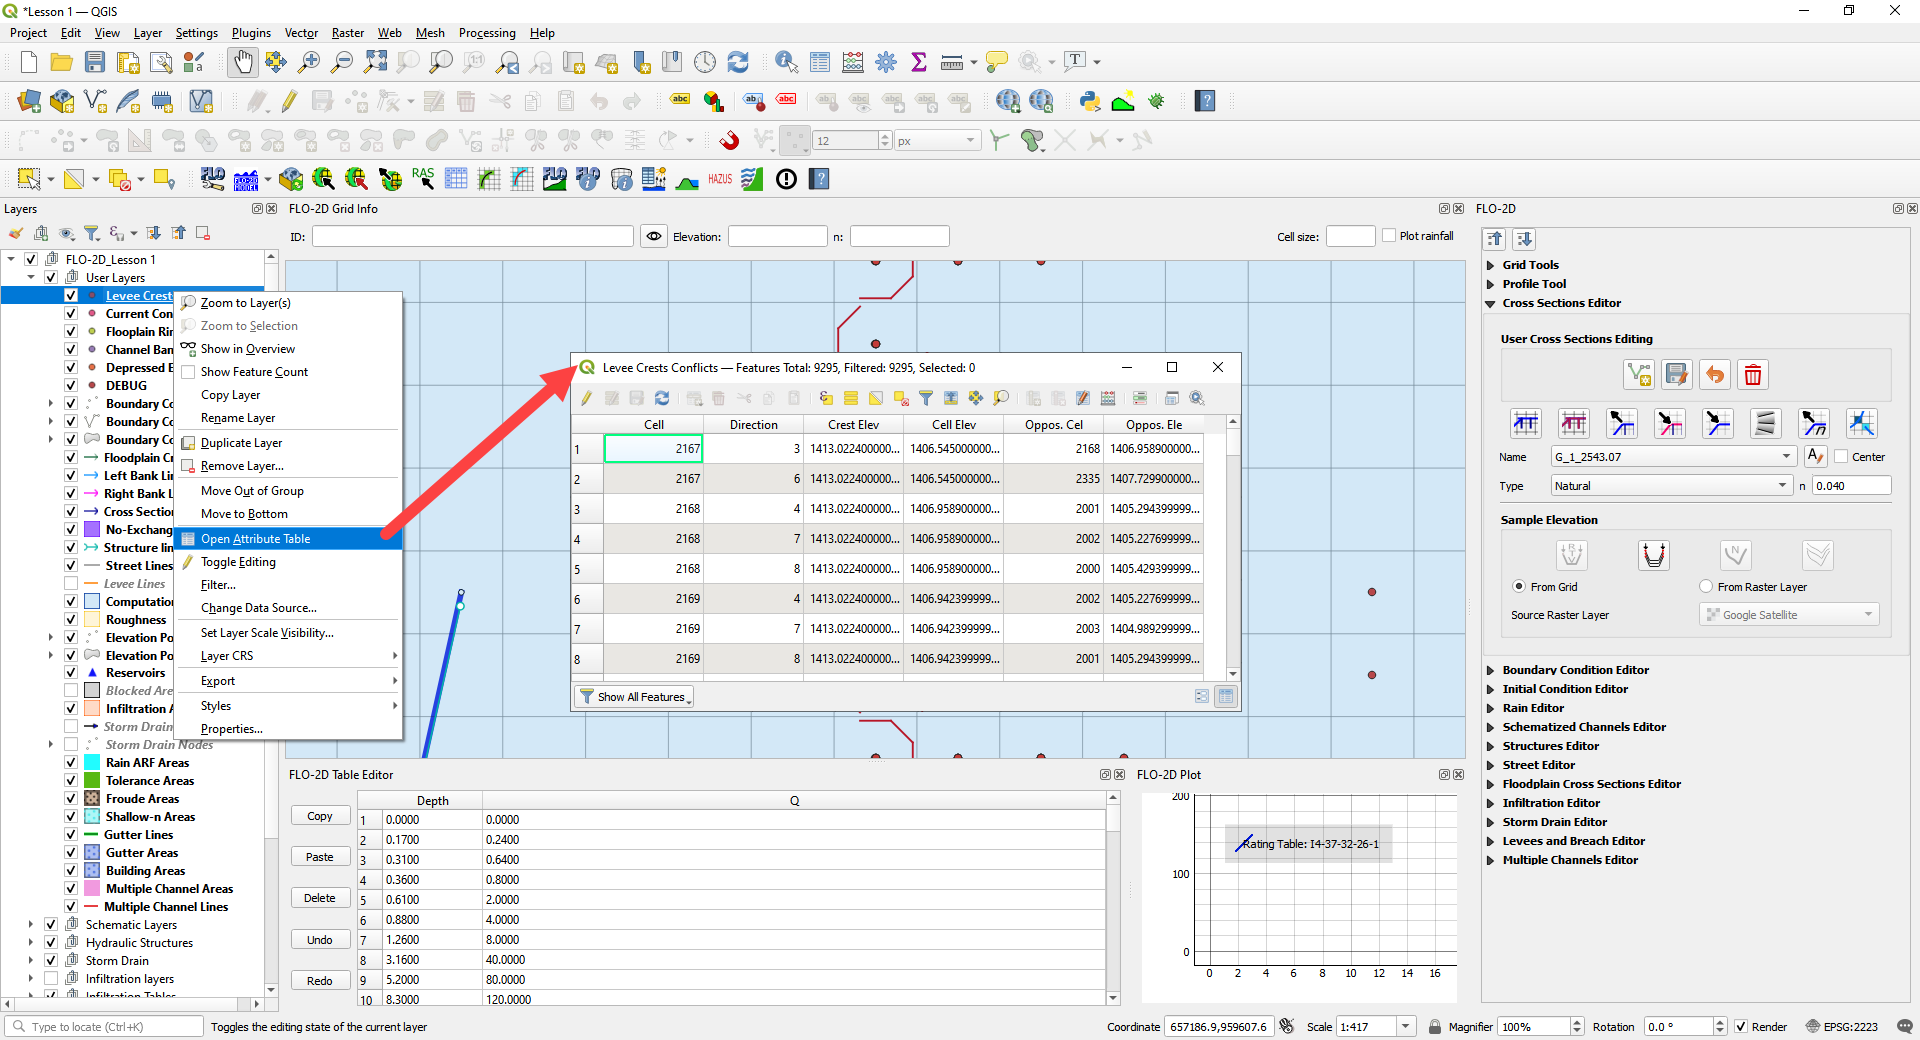 *Lesson 1 — QGIS
Project Edit View Layer Settings Plugins Vector Raster Web Mesh Processing Help
12 px
RAS HAZUS
Layers
FLO-2D Grid Info
FLO-2D
ID:
Elevation:
n:
Cell size:
Plot rainfall
FLO-2D_Lesson 1
User Layers
Levee Crest
Current Con
Flooplain Rin
Channel Ban
Depressed E
DEBUG
Boundary Co
Boundary Co
Boundary Co
Floodplain Cr
Left Bank Li
Right Bank L
Cross Section
No-Exchang
Structure lin
Street Lines
Levee Lines
Computation
Roughness
Elevation Po
Elevation Po
Reservoirs
Blocked Are
Infiltration A
Storm Drain
Storm Drain Nodes
Rain ARF Areas
Tolerance Areas
Froude Areas
Shallow-n Areas
Gutter Lines
Gutter Areas
Building Areas
Multiple Channel Areas
Multiple Channel Lines
Schematic Layers
Hydraulic Structures
Storm Drain
Infiltration layers
Infiltration Tables
Zoom to Layer(s)
Zoom to Selection
Show in Overview
Show Feature Count
Copy Layer
Rename Layer
Duplicate Layer
Remove Layer...
Move Out of Group
Move to Bottom
Open Attribute Table
Toggle Editing
Filter...
Change Data Source...
Set Layer Scale Visibility...
Layer CRS
Export
Styles
Properties...
Levee Crests Conflicts — Features Total: 9295, Filtered: 9295, Selected: 0
Cell Direction Crest Elev Cell Elev Oppos. Cel Oppos. Ele
1 2167 3 1413.022400000... 1406.545000000... 2168 1406.958900000...
2 2167 6 1413.022400000... 1406.545000000... 2335 1407.729900000...
3 2168 4 1413.022400000... 1406.958900000... 2001 1405.294399999...
4 2168 7 1413.022400000... 1406.958900000... 2002 1405.227699999...
5 2168 8 1413.022400000... 1406.958900000... 2000 1405.429399999...
6 2169 4 1413.022400000... 1406.942399999... 2002 1405.227699999...
7 2169 7 1413.022400000... 1406.942399999... 2003 1404.989299999...
8 2169 8 1413.022400000... 1406.942399999... 2001 1405.294399999...
Show All Features
Grid Tools
Profile Tool
Cross Sections Editor
User Cross Sections Editing
Name G_1_2543.07 Center
Type Natural n 0.040
Sample Elevation
From Grid From Raster Layer
Source Raster Layer Google Satellite
Boundary Condition Editor
Initial Condition Editor
Rain Editor
Schematized Channels Editor
Structures Editor
Street Editor
Floodplain Cross Sections Editor
Infiltration Editor
Storm Drain Editor
Levees and Breach Editor
Multiple Channels Editor
FLO-2D Table Editor
Copy
Paste
Delete
Undo
Redo
Depth Q
1 0.0000 0.0000
2 0.1700 0.2400
3 0.3100 0.6400
4 0.3600 0.8000
5 0.6100 2.0000
6 0.8800 4.0000
7 1.2600 8.0000
8 3.1600 40.0000
9 5.2000 80.0000
10 8.3000 120.0000
FLO-2D Plot
200
Rating Table: I4-37-32-26-1
100
0
0 2 4 6 8 10 12 14 16
Type to locate (Ctrl+K)
Toggles the editing state of the current layer
Coordinate 657186.9,959607.6
Scale 1:417
Magnifier 100%
Rotation 0.0 °
Render
EPSG:2223